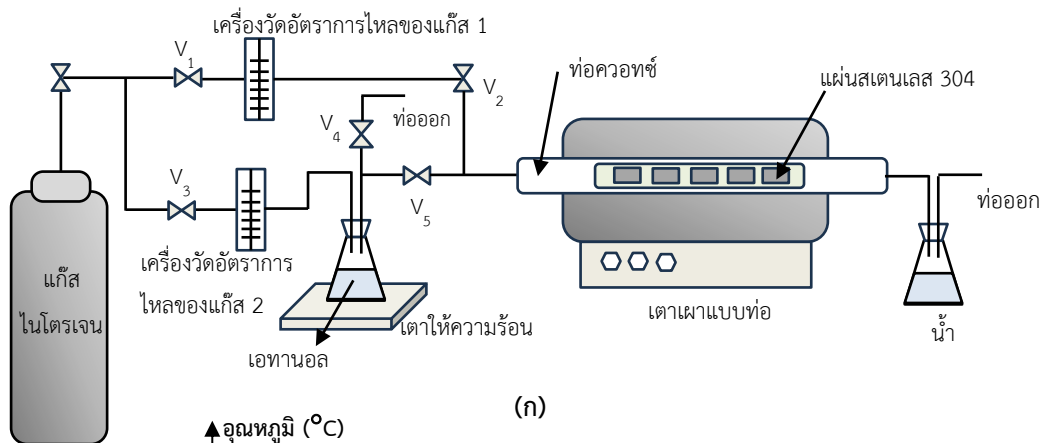 เครื่องวัดอัตราการไหลของแก๊ส 1
V1
V2
ท่อควอทซ์
แผ่นสเตนเลส 304
V4
ท่อออก
V3
V5
ท่อออก
เครื่องวัดอัตราการ
ไหลของแก๊ส 2
แก๊ส
ไนโตรเจน
เตาให้ความร้อน
เตาเผาแบบท่อ
น้ำ
เอทานอล
(ก)
อุณหภูมิ (°C)